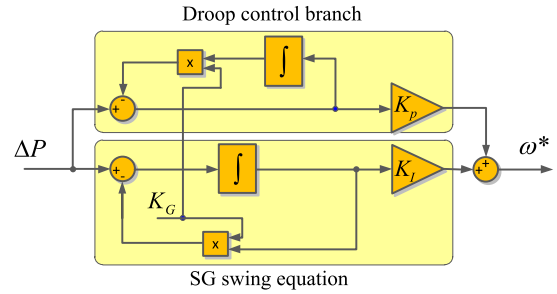 Droop control branch
x
∫
-
+
K_p
ΔP
ω*
+
-
∫
K_I
+
+
K_G
x
SG swing equation